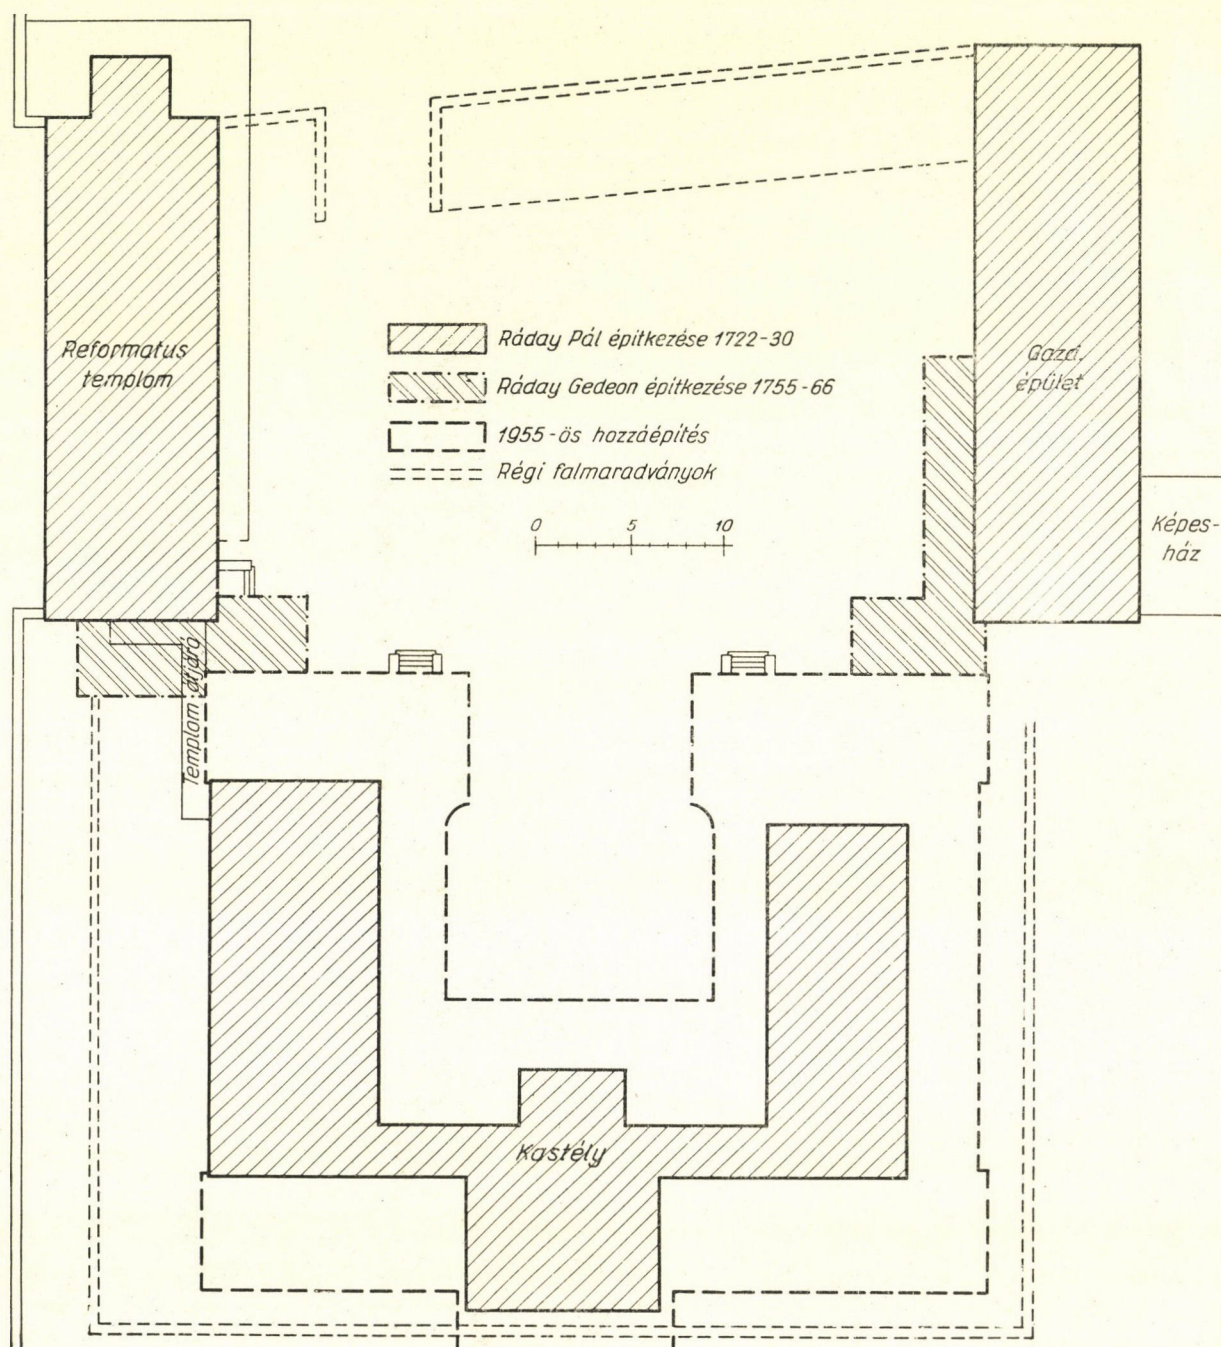 Reformatus
templom
Ráday Pál építkezése 1722-30
Ráday Gedeon építkezése 1755-66
1955-ös hozzáépítés
Régi falmaradványok
0 5 10
Gazd.
épület
Képes-
ház
Templom átjáró
Kastély